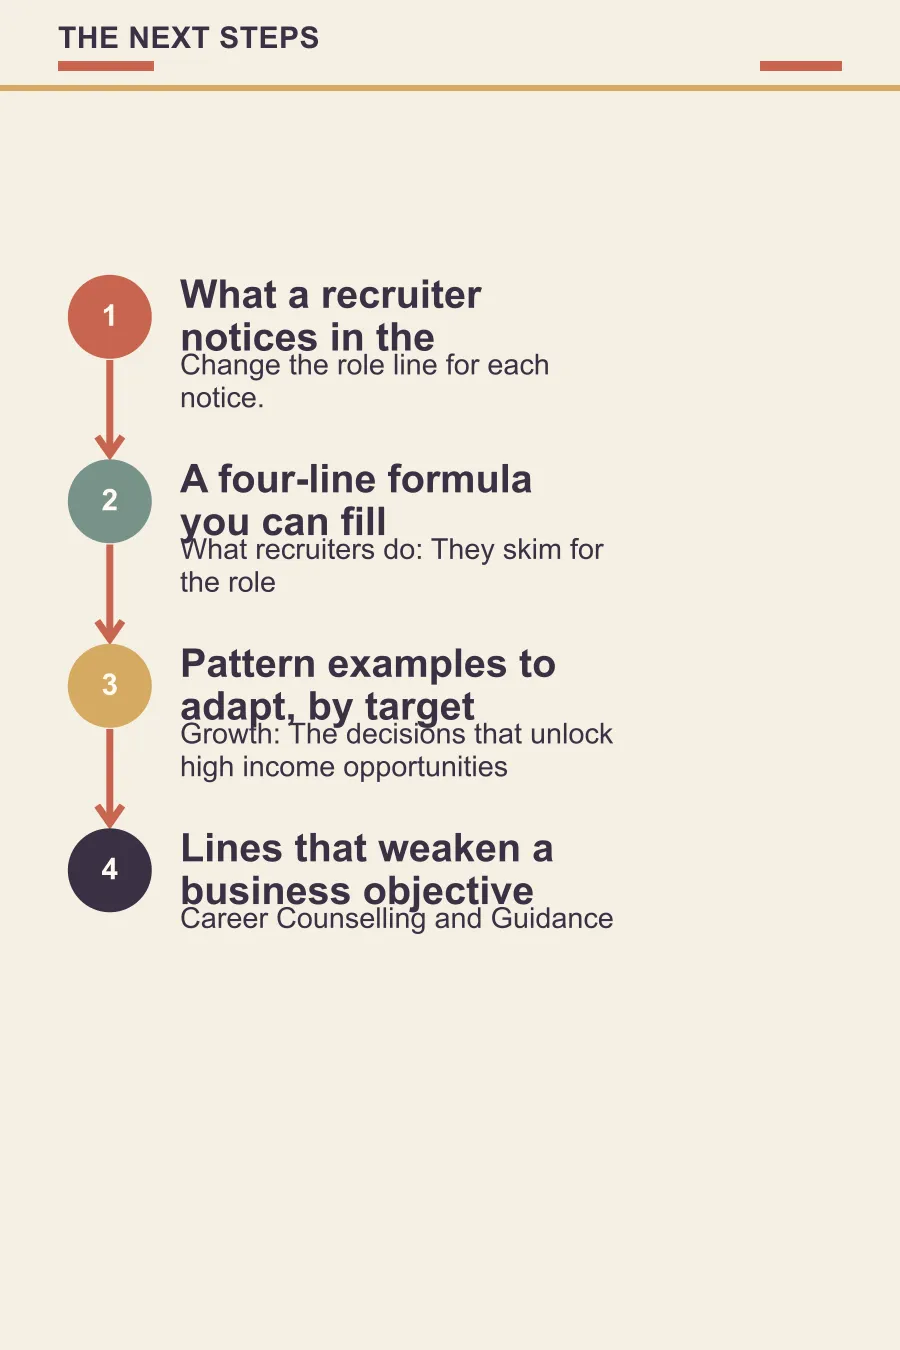 THE NEXT STEPS
1
What a recruiter
notices in the
Change the role line for each
notice.
2
A four-line formula
you can fill
What recruiters do: They skim for
the role
3
Pattern examples to
adapt, by target
Growth: The decisions that unlock
high income opportunities
4
Lines that weaken a
business objective
Career Counselling and Guidance